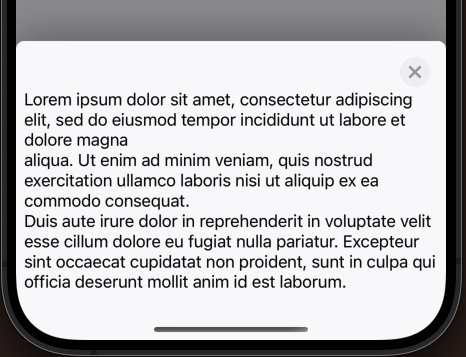 Lorem ipsum dolor sit amet, consectetur adipiscing
elit, sed do eiusmod tempor incididunt ut labore et
dolore magna
aliqua. Ut enim ad minim veniam, quis nostrud
exercitation ullamco laboris nisi ut aliquip ex ea
commodo consequat.
Duis aute irure dolor in reprehenderit in voluptate velit
esse cillum dolore eu fugiat nulla pariatur. Excepteur
sint occaecat cupidatat non proident, sunt in culpa qui
officia deserunt mollit anim id est laborum.